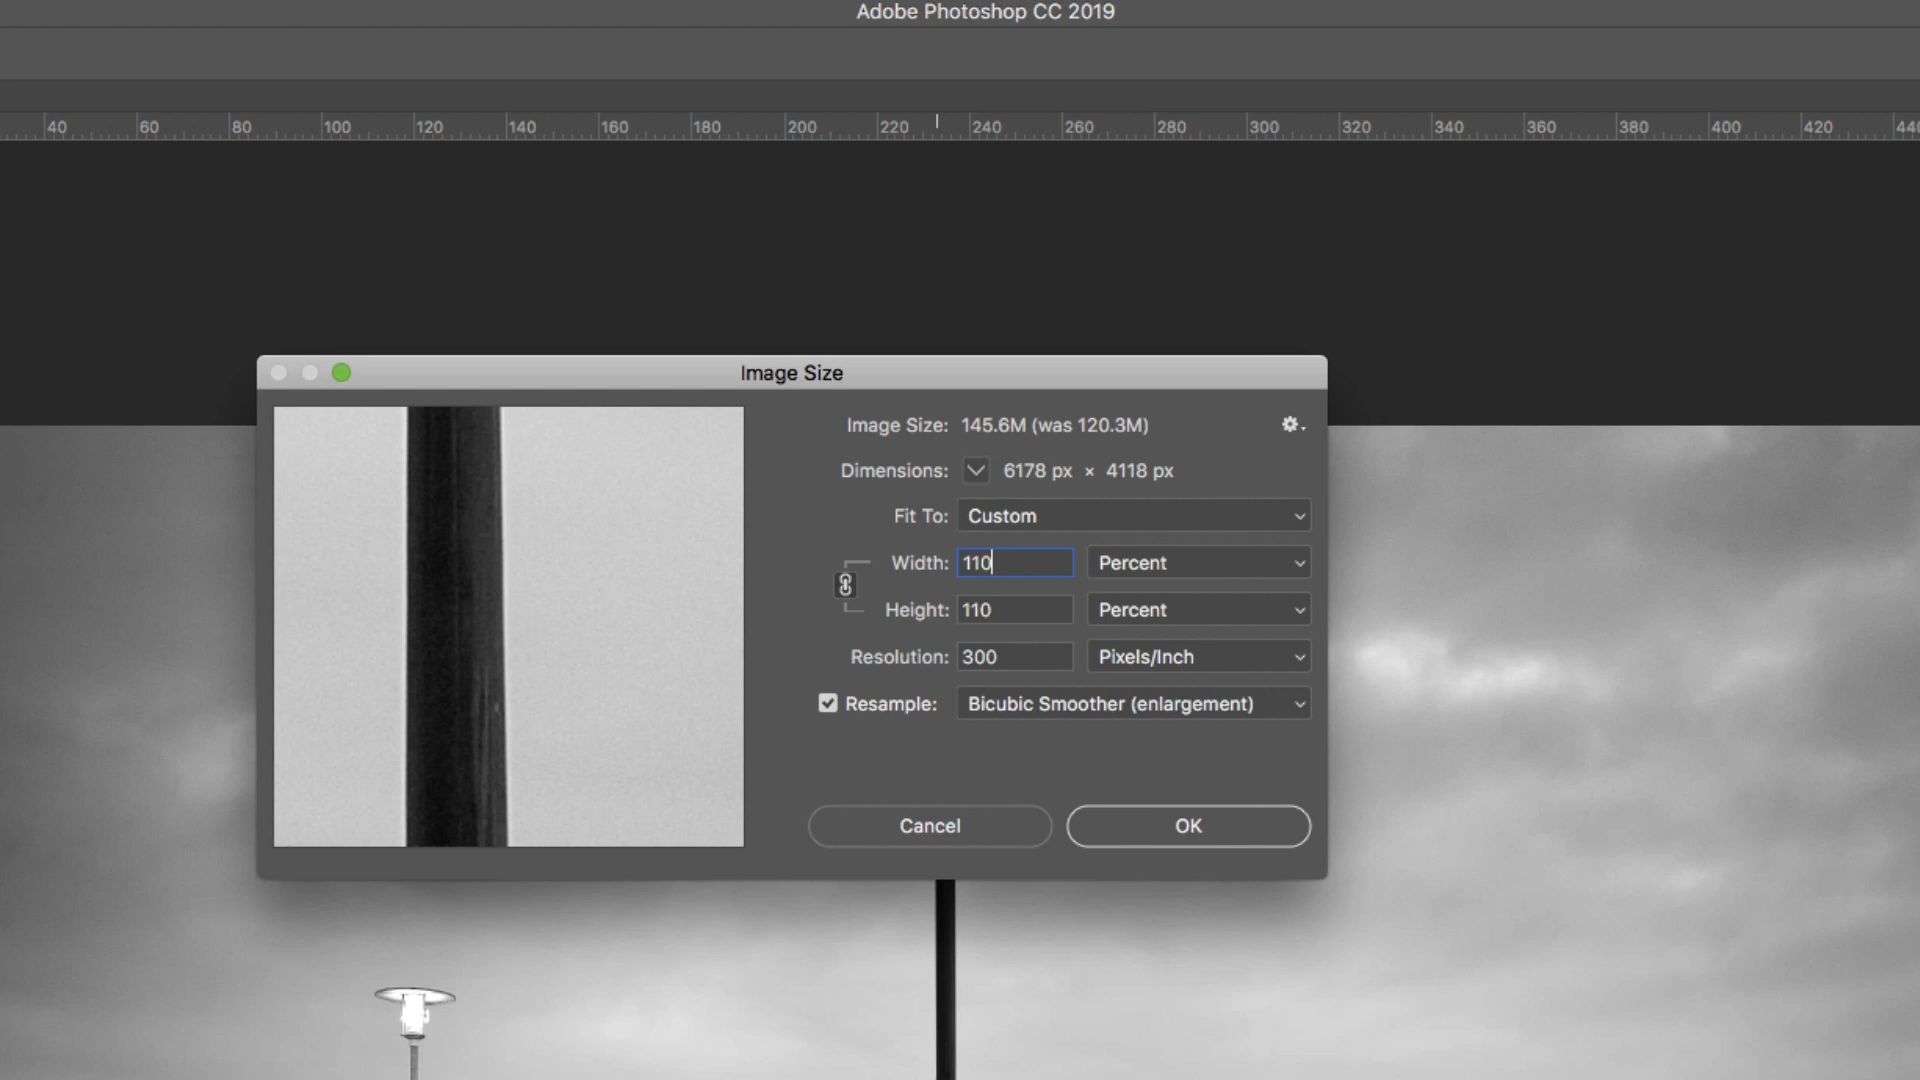 Adobe Photoshop CC 2019
40 60 80 100 120 140 160 180 200 220 240 260 280 300 320 340 360 380 400 420 440
Image Size
Image Size: 145.6M (was 120.3M)
Dimensions: 6178 px × 4118 px
Fit To: Custom
Width: 110 Percent
Height: 110 Percent
Resolution: 300 Pixels/Inch
Resample: Bicubic Smoother (enlargement)
Cancel OK